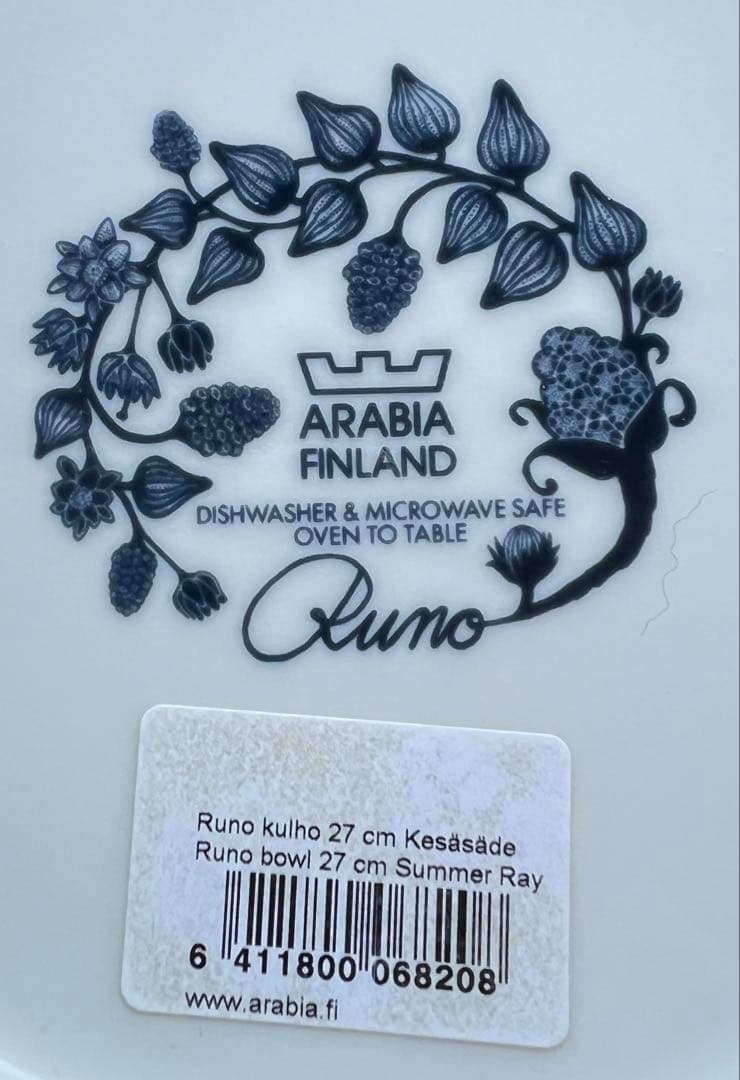 ARABIA
FINLAND
DISHWASHER & MICROWAVE SAFE
OVEN TO TABLE
Runo
Runo kulho 27 cm Kesäsäde
Runo bowl 27 cm Summer Ray
6 411800 068208
www.arabia.fi